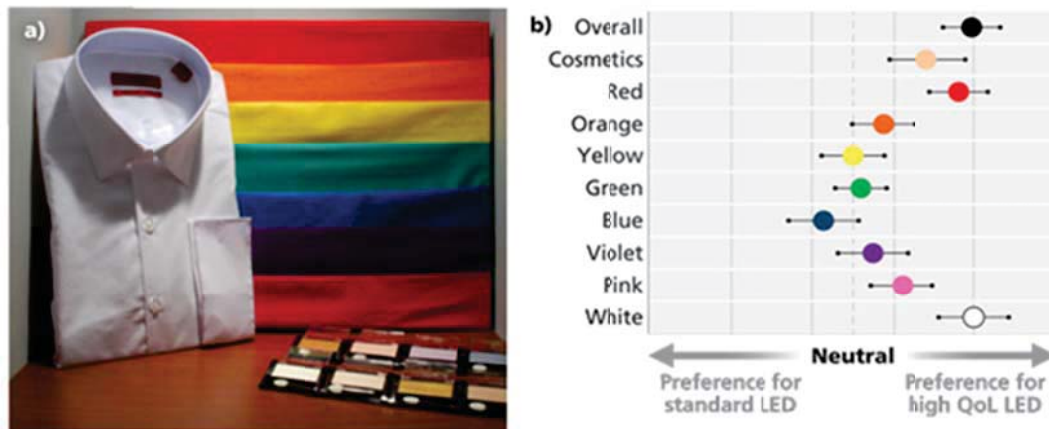 a)
b)
Overall
Cosmetics
Red
Orange
Yellow
Green
Blue
Violet
Pink
White
Neutral
Preference for
standard LED
Preference for
high QoL LED